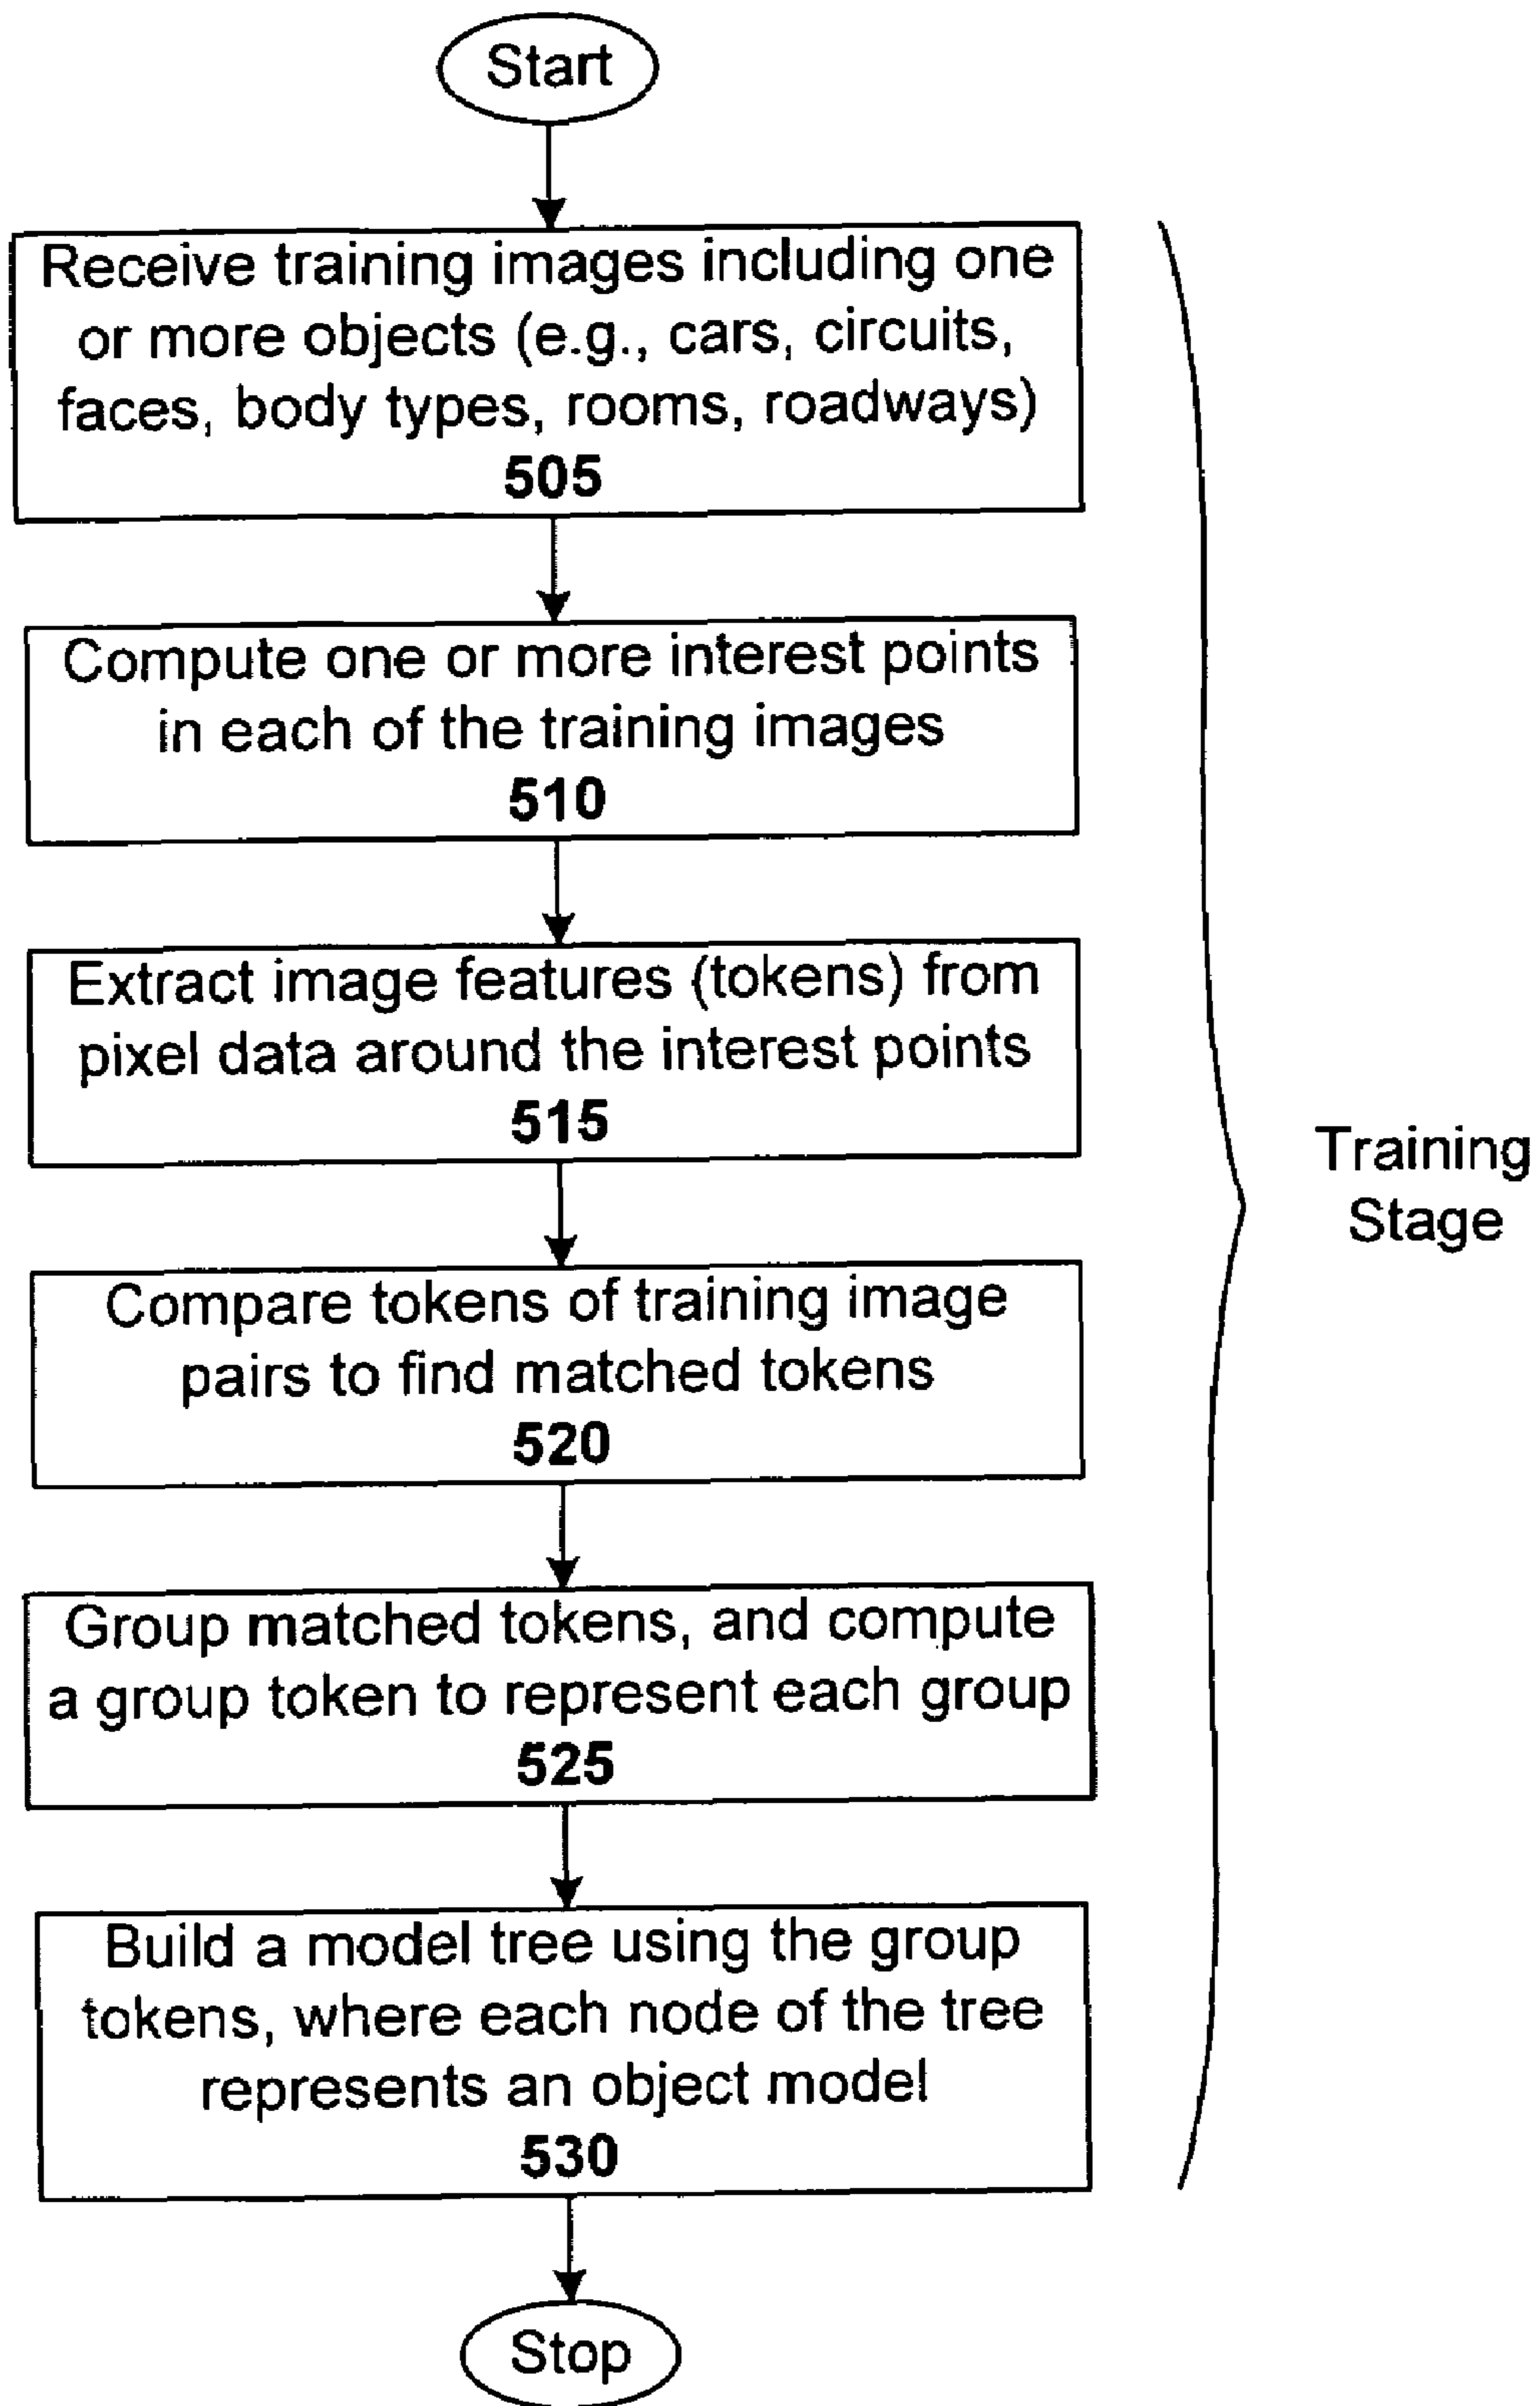 Start
Receive training images including one
or more objects (e.g., cars, circuits,
faces, body types, rooms, roadways)
505
Compute one or more interest points
in each of the training images
510
Extract image features (tokens) from
pixel data around the interest points
515
Training
Stage
Compare tokens of training image
pairs to find matched tokens
520
Group matched tokens, and compute
a group token to represent each group
525
Build a model tree using the group
tokens, where each node of the tree
represents an object model
530
Stop